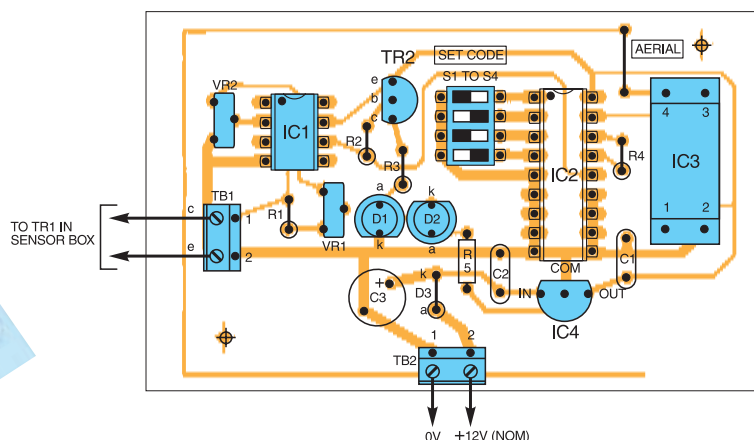 TR2
SET CODE
AERIAL
S1 TO S4
VR2
e
b
c
IC1
R2
R3
IC2
R4
4
3
IC3
1
2
TB1
R1
VR1
a
k
D1
D2
k
a
TO TR1 IN
SENSOR BOX
c
e
1
2
R
5
C2
COM
C1
IN
OUT
IC4
C3
+
k
D3
a
1
2
TB2
0V
+12V (NOM)